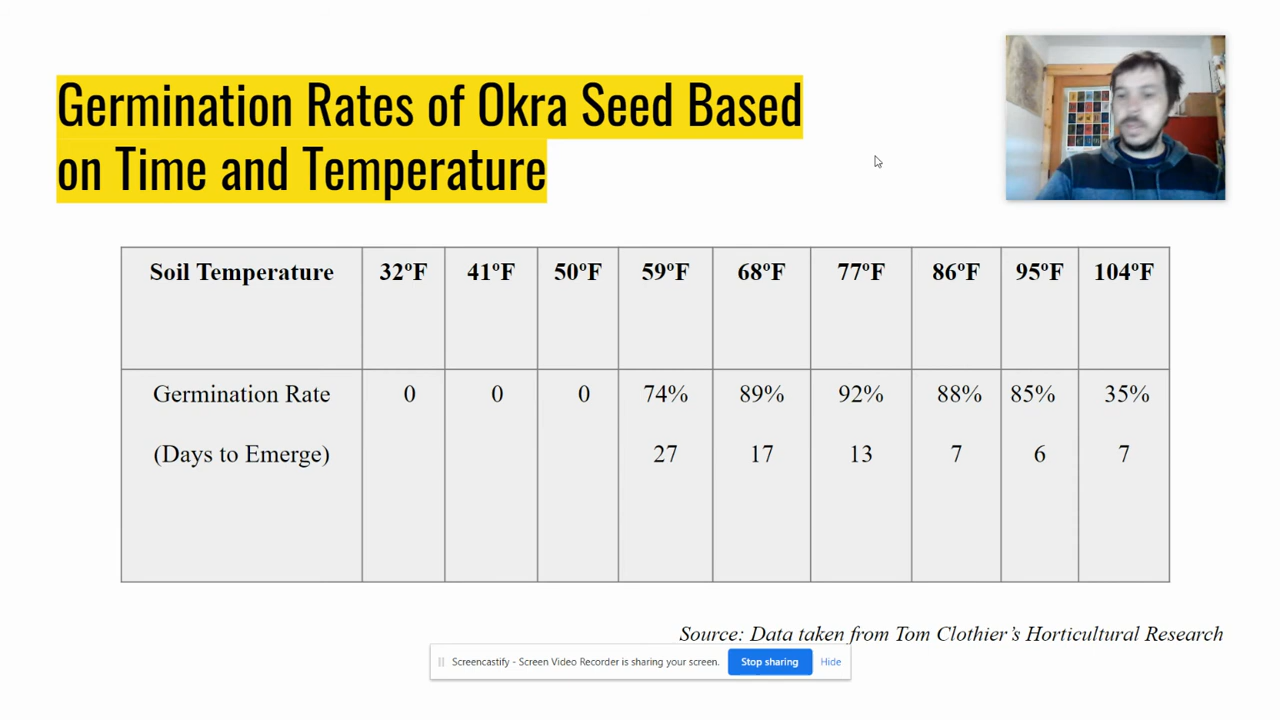 Germination Rates of Okra Seed Based
on Time and Temperature
Soil Temperature 32ºF 41ºF 50ºF 59ºF 68ºF 77ºF 86ºF 95ºF 104ºF
Germination Rate 0 0 0 74% 89% 92% 88% 85% 35%
(Days to Emerge) 27 17 13 7 6 7
Source: Data taken from Tom Clothier’s Horticultural Research
Screencastify - Screen Video Recorder is sharing your screen. Stop sharing Hide